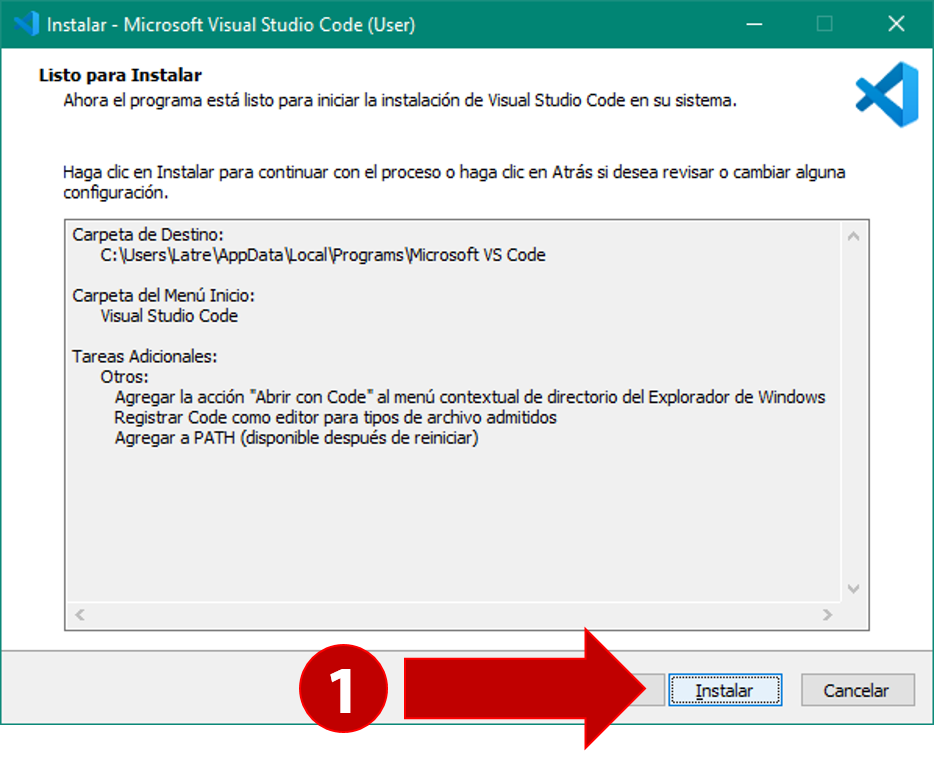 Instalar - Microsoft Visual Studio Code (User)
Listo para Instalar
Ahora el programa está listo para iniciar la instalación de Visual Studio Code en su sistema.
Haga clic en Instalar para continuar con el proceso o haga clic en Atrás si desea revisar o cambiar alguna
configuración.
Carpeta de Destino:
C:\Users\Latre\AppData\Local\Programs\Microsoft VS Code
Carpeta del Menú Inicio:
Visual Studio Code
Tareas Adicionales:
Otros:
Agregar la acción "Abrir con Code" al menú contextual de directorio del Explorador de Windows
Registrar Code como editor para tipos de archivo admitidos
Agregar a PATH (disponible después de reiniciar)
1
Instalar
Cancelar